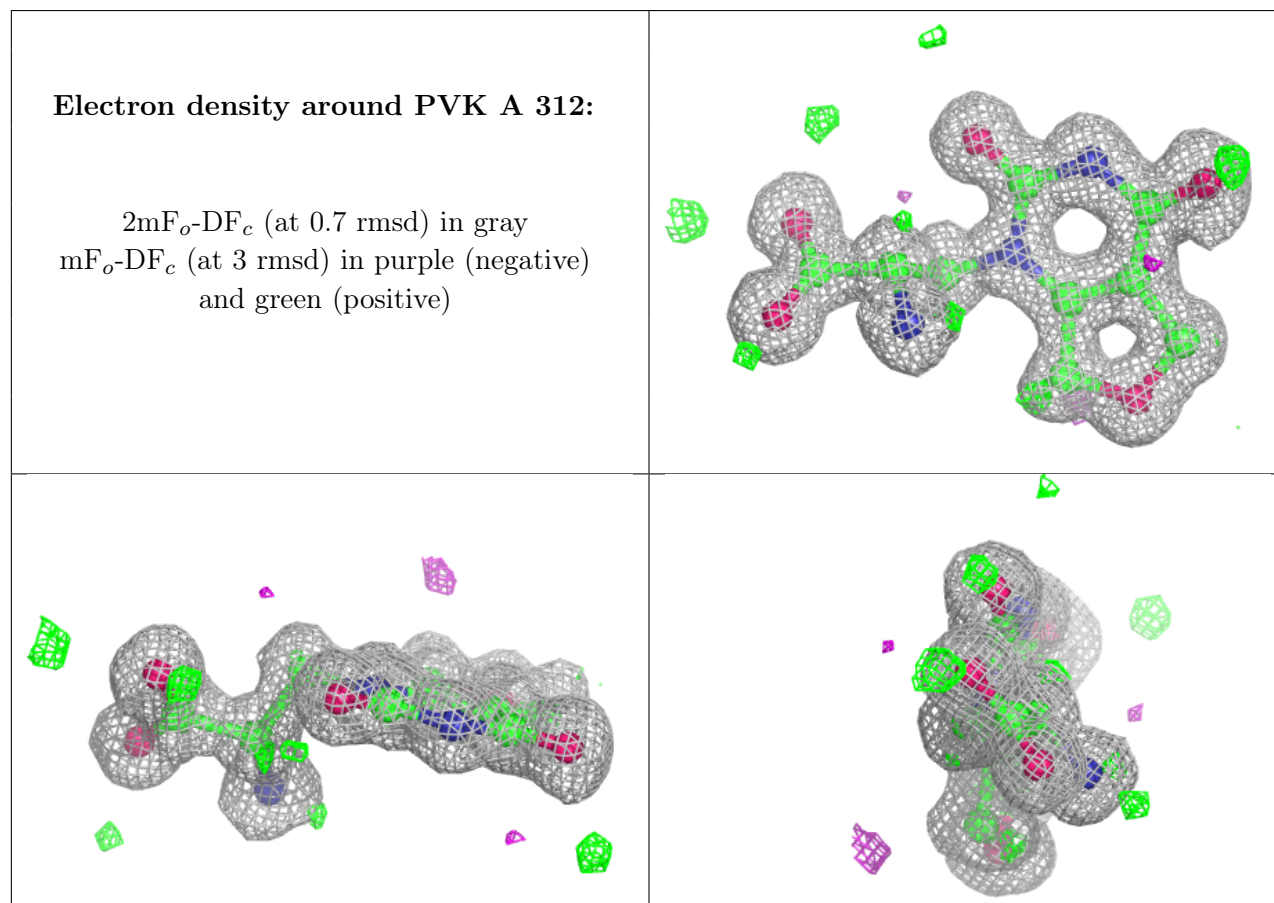 Electron density around PVK A 312:
2mFo-DFc (at 0.7 rmsd) in gray
mFo-DFc (at 3 rmsd) in purple (negative)
and green (positive)